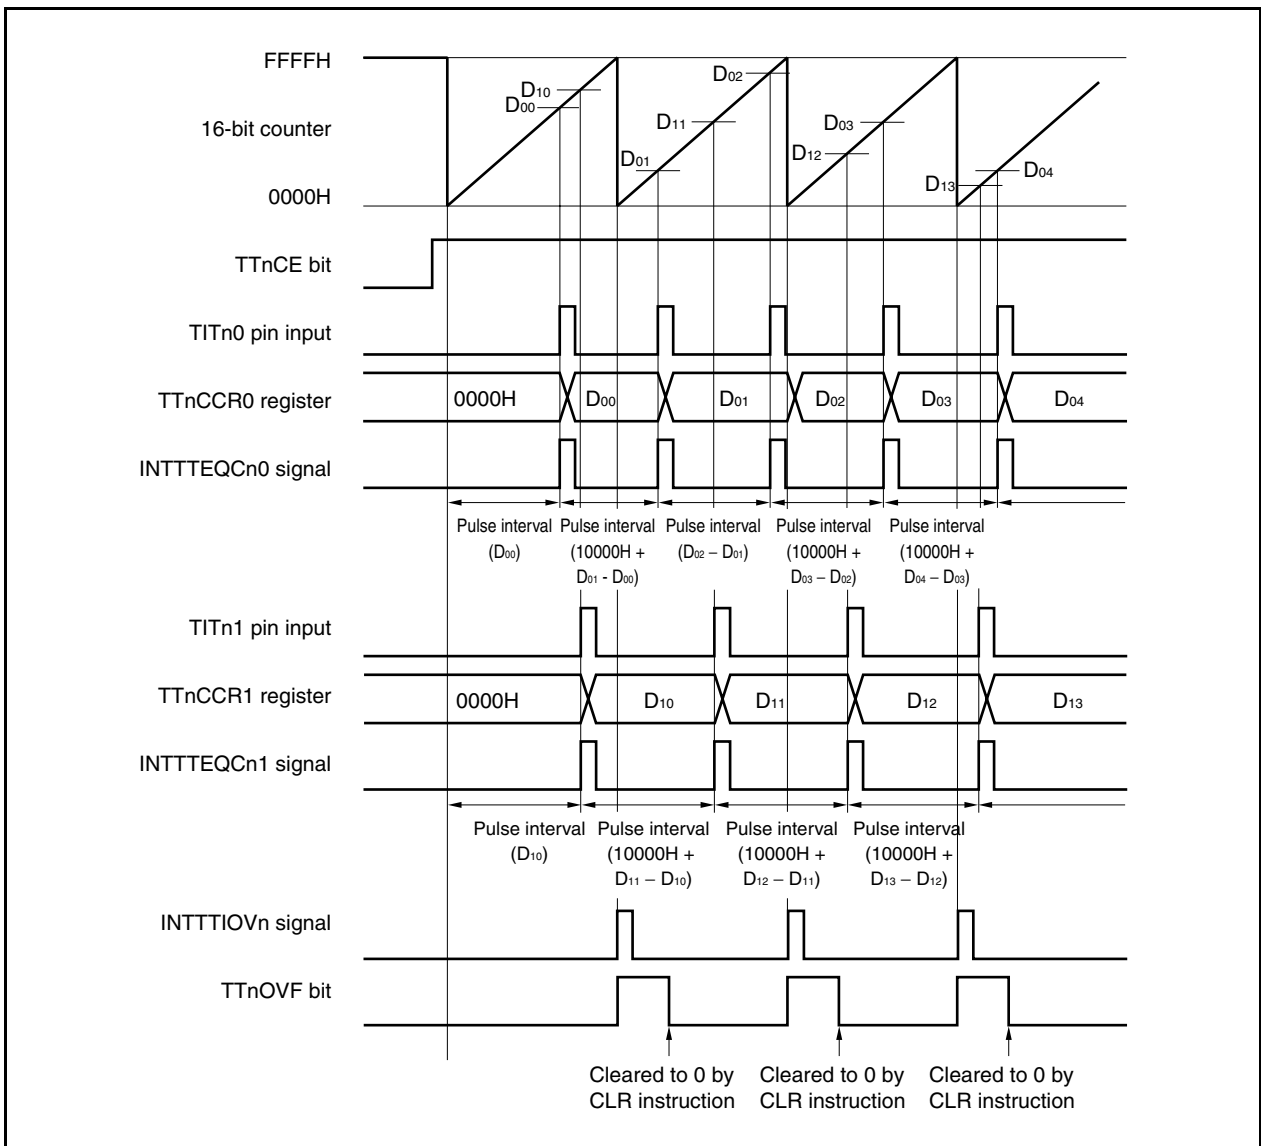 FFFFH
D10
D00
D02
16-bit counter
D11
D03
D01
D12
D13
D04
0000H
TTnCE bit
TITn0 pin input
TTnCCR0 register
0000H
D00
D01
D02
D03
D04
INTTTEQCn0 signal
Pulse interval
(D00)
Pulse interval
(10000H +
D01 - D00)
Pulse interval
(D02 – D01)
Pulse interval
(10000H +
D03 – D02)
Pulse interval
(10000H +
D04 – D03)
TITn1 pin input
TTnCCR1 register
0000H
D10
D11
D12
D13
INTTTEQCn1 signal
Pulse interval
(D10)
Pulse interval
(10000H +
D11 – D10)
Pulse interval
(10000H +
D12 – D11)
Pulse interval
(10000H +
D13 – D12)
INTTTIOVn signal
TTnOVF bit
Cleared to 0 by
CLR instruction
Cleared to 0 by
CLR instruction
Cleared to 0 by
CLR instruction